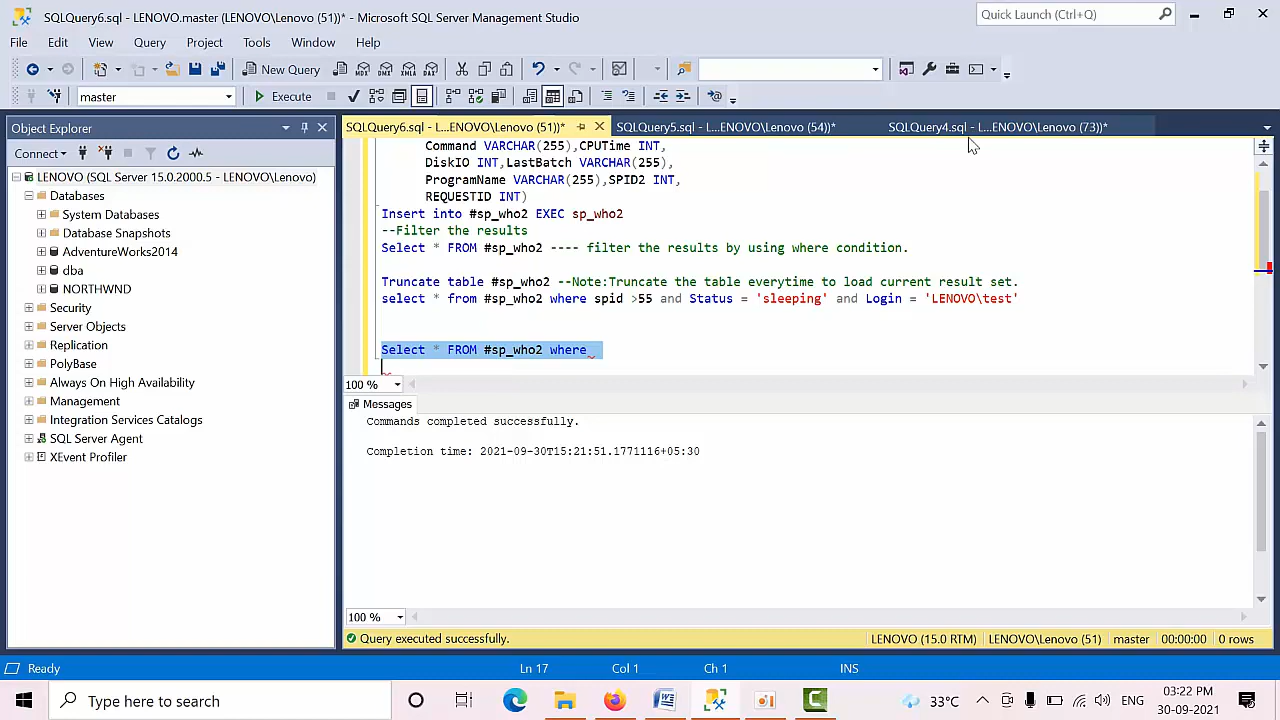 SQLQuery6.sql - LENOVO.master (LENOVO\Lenovo (51))* - Microsoft SQL Server Management Studio
Quick Launch (Ctrl+Q)
File Edit View Query Project Tools Window Help
New Query
master Execute
Object Explorer
SQLQuery6.sql - L...ENOVO\Lenovo (51))* SQLQuery5.sql - L...ENOVO\Lenovo (54))* SQLQuery4.sql - L...ENOVO\Lenovo (73))*
Connect
LENOVO (SQL Server 15.0.2000.5 - LENOVO\Lenovo)
Databases
System Databases
Database Snapshots
AdventureWorks2014
dba
NORTHWND
Security
Server Objects
Replication
PolyBase
Always On High Availability
Management
Integration Services Catalogs
SQL Server Agent
XEvent Profiler
Command VARCHAR(255),CPUTime INT,
DiskIO INT,LastBatch VARCHAR(255),
ProgramName VARCHAR(255),SPID2 INT,
REQUESTID INT)
Insert into #sp_who2 EXEC sp_who2
--Filter the results
Select * FROM #sp_who2 ---- filter the results by using where condition.
Truncate table #sp_who2 --Note:Truncate the table everytime to load current result set.
select * from #sp_who2 where spid >55 and Status = 'sleeping' and Login = 'LENOVO\test'
Select * FROM #sp_who2 where
100 %
Messages
Commands completed successfully.
Completion time: 2021-09-30T15:21:51.1771116+05:30
100 %
Query executed successfully. LENOVO (15.0 RTM) LENOVO\Lenovo (51) master 00:00:00 0 rows
Ready Ln 17 Col 1 Ch 1 INS
Type here to search
33°C ENG 03:22 PM
30-09-2021